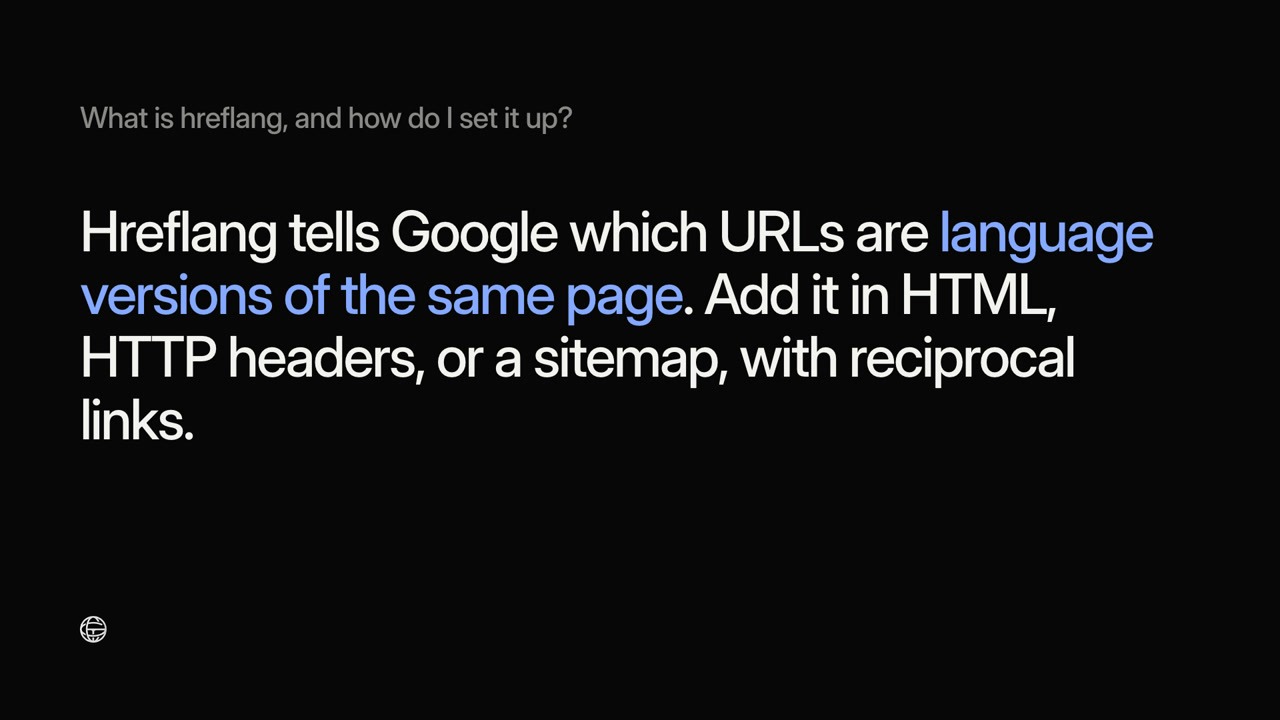 What is hreflang, and how do I set it up?
Hreflang tells Google which URLs are language
versions of the same page. Add it in HTML,
HTTP headers, or a sitemap, with reciprocal
links.